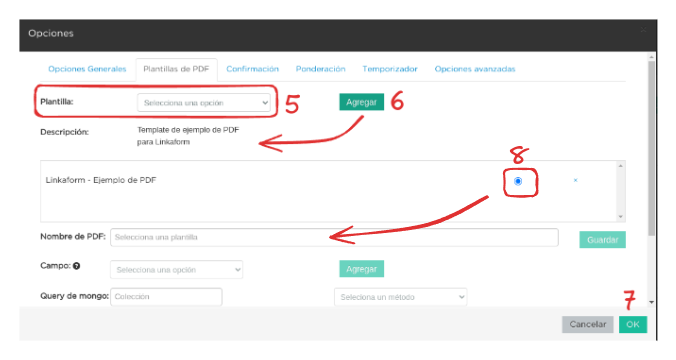 Opciones
Opciones Generales Plantillas de PDF Confirmación Ponderación Temporizador Opciones avanzadas
Plantilla: Selecciona una opción 5 Agregar 6
Descripción: Template de ejemplo de PDF
para Linkaform
8
Linkaform - Ejemplo de PDF ×
Nombre de PDF: Selecciona una plantilla
Guardar
Campo: Selecciona una opción Agregar
Query de mongo: Colección Seleciona un método
7
Cancelar OK